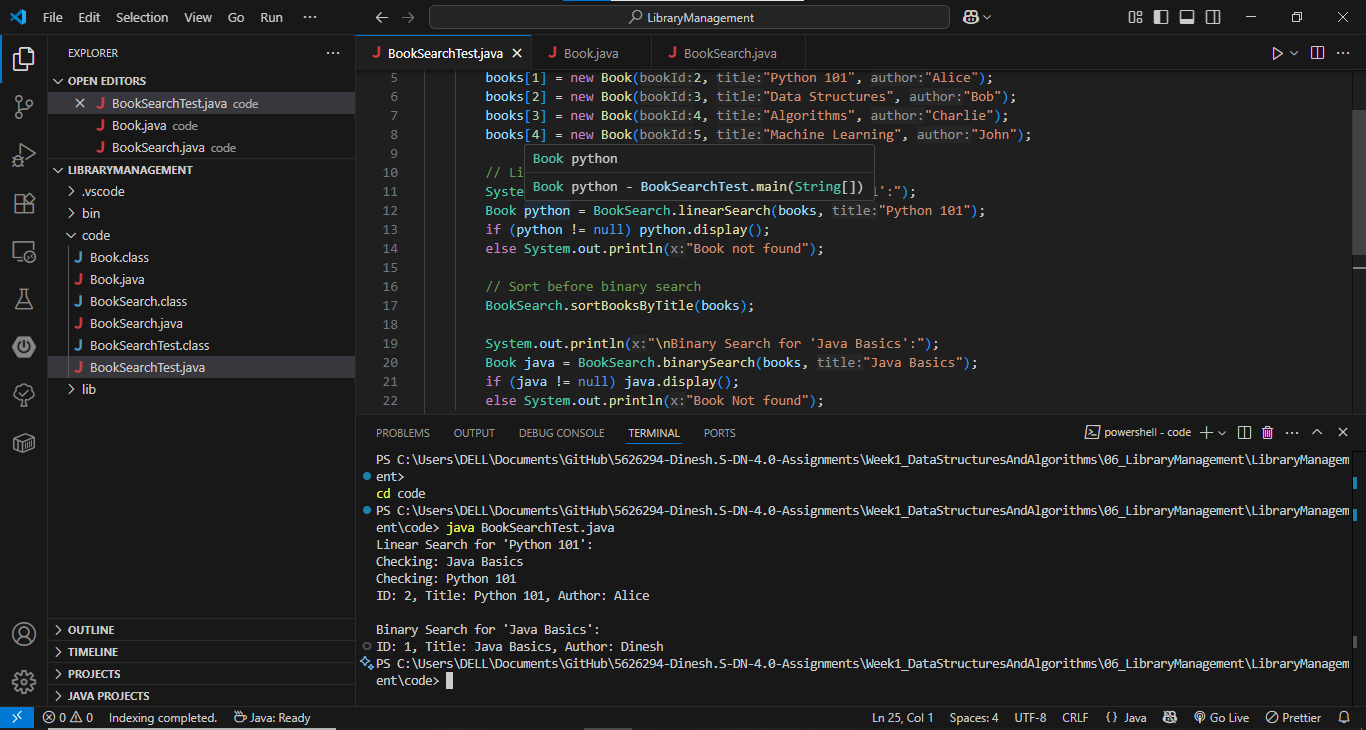 File Edit Selection View Go Run ··· LibraryManagement
EXPLORER ···
OPEN EDITORS
BookSearchTest.java code
Book.java code
BookSearch.java code
LIBRARYMANAGEMENT
.vscode
bin
code
Book.class
Book.java
BookSearch.class
BookSearch.java
BookSearchTest.class
BookSearchTest.java
lib
OUTLINE
TIMELINE
PROJECTS
JAVA PROJECTS
BookSearchTest.java Book.java BookSearch.java
5 books[1] = new Book(bookId:2, title:"Python 101", author:"Alice");
6 books[2] = new Book(bookId:3, title:"Data Structures", author:"Bob");
7 books[3] = new Book(bookId:4, title:"Algorithms", author:"Charlie");
8 books[4] = new Book(bookId:5, title:"Machine Learning", author:"John");
9
Book python
10 // Li
Book python - BookSearchTest.main(String[])
11 Syste l':");
12 Book python = BookSearch.linearSearch(books, title:"Python 101");
13 if (python != null) python.display();
14 else System.out.println(x:"Book not found");
15
16 // Sort before binary search
17 BookSearch.sortBooksByTitle(books);
18
19 System.out.println(x:"\nBinary Search for 'Java Basics':");
20 Book java = BookSearch.binarySearch(books, title:"Java Basics");
21 if (java != null) java.display();
22 else System.out.println(x:"Book Not found");
PROBLEMS OUTPUT DEBUG CONSOLE TERMINAL PORTS powershell - code
PS C:\Users\DELL\Documents\GitHub\5626294-Dinesh.S-DN-4.0-Assignments\Week1_DataStructuresAndAlgorithms\06_LibraryManagement\LibraryManagem
ent>
cd code
PS C:\Users\DELL\Documents\GitHub\5626294-Dinesh.S-DN-4.0-Assignments\Week1_DataStructuresAndAlgorithms\06_LibraryManagement\LibraryManagem
ent\code> java BookSearchTest.java
Linear Search for 'Python 101':
Checking: Java Basics
Checking: Python 101
ID: 2, Title: Python 101, Author: Alice
Binary Search for 'Java Basics':
ID: 1, Title: Java Basics, Author: Dinesh
PS C:\Users\DELL\Documents\GitHub\5626294-Dinesh.S-DN-4.0-Assignments\Week1_DataStructuresAndAlgorithms\06_LibraryManagement\LibraryManagem
ent\code>
0 0 Indexing completed. Java: Ready Ln 25, Col 1 Spaces: 4 UTF-8 CRLF {} Java Go Live Prettier